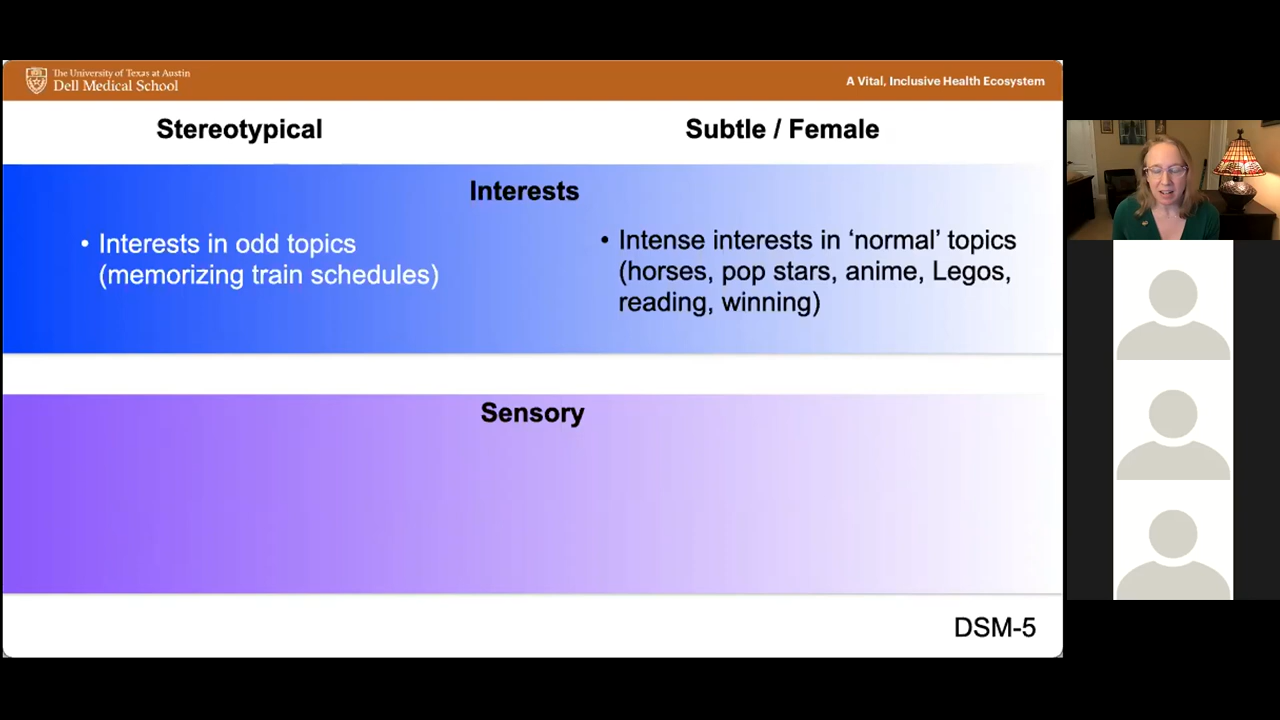 The University of Texas at Austin
Dell Medical School
A Vital, Inclusive Health Ecosystem
Stereotypical
Subtle / Female
Interests
• Interests in odd topics
(memorizing train schedules)
• Intense interests in ‘normal’ topics
(horses, pop stars, anime, Legos,
reading, winning)
Sensory
DSM-5